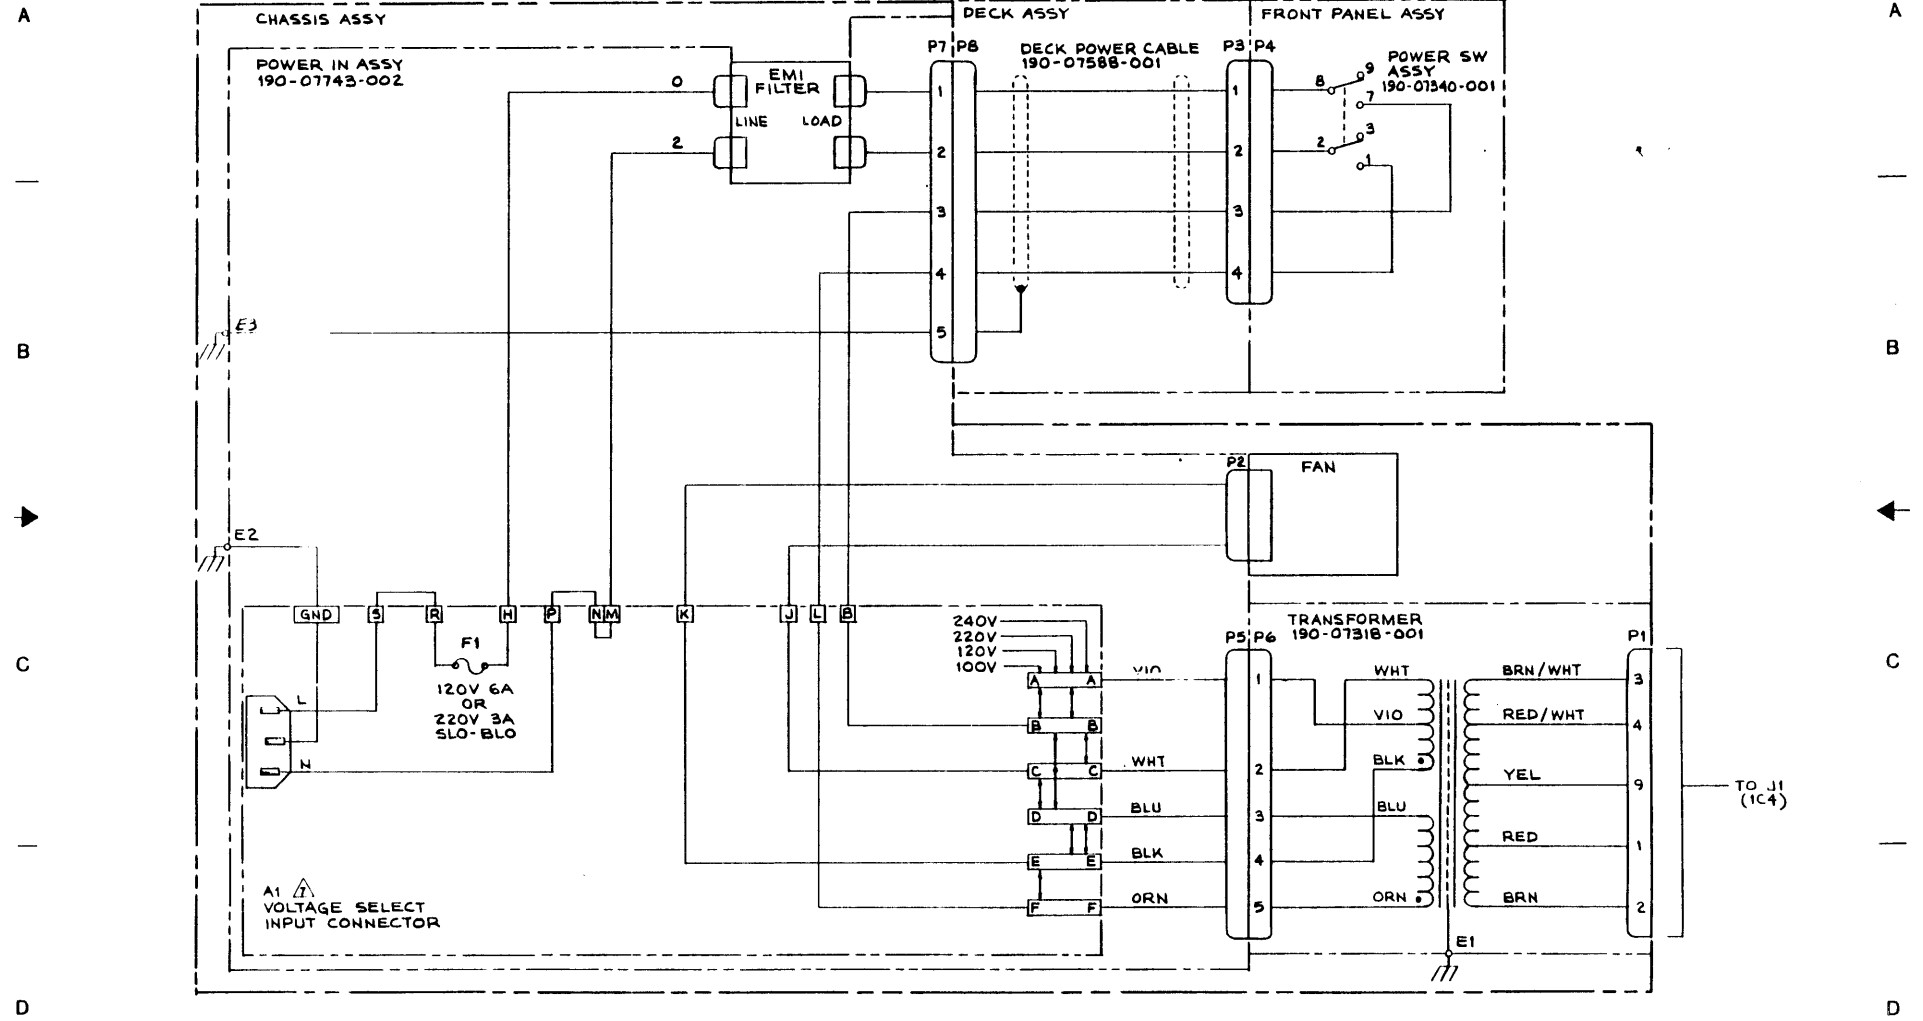 A
A
CHASSIS ASSY
DECK ASSY
FRONT PANEL ASSY
POWER IN ASSY
190-07743-002
EMI
FILTER
LINE
LOAD
0
2
P7
P8
DECK POWER CABLE
190-07588-001
P3
P4
POWER SW
ASSY
190-07340-001
8
9
7
2
3
1
1
2
3
4
5
1
2
3
4
E3
B
B
P2
FAN
E2
GND
S
R
H
P
N
M
K
J
L
B
F1
120V 6A
OR
220V 3A
SLO-BLO
L
N
C
C
240V
220V
120V
100V
A
A
B
B
C
C
D
D
E
E
F
F
VIO
WHT
BLU
BLK
ORN
P5
P6
TRANSFORMER
190-07318-001
P1
1
2
3
4
5
WHT
VIO
BLK
BLU
ORN
BRN/WHT
RED/WHT
YEL
RED
BRN
3
4
9
1
2
TO J1
(1C4)
E1
A1
7
VOLTAGE SELECT
INPUT CONNECTOR
D
D